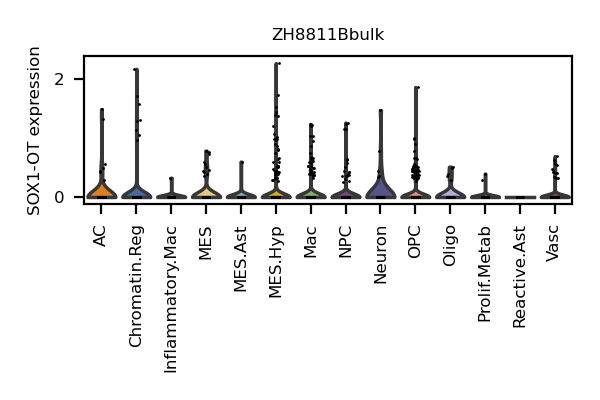 ZH8811Bbulk
SOX1-OT expression
2
0
AC
Chromatin.Reg
Inflammatory.Mac
MES
MES.Ast
MES.Hyp
Mac
NPC
Neuron
OPC
Oligo
Prolif.Metab
Reactive.Ast
Vasc